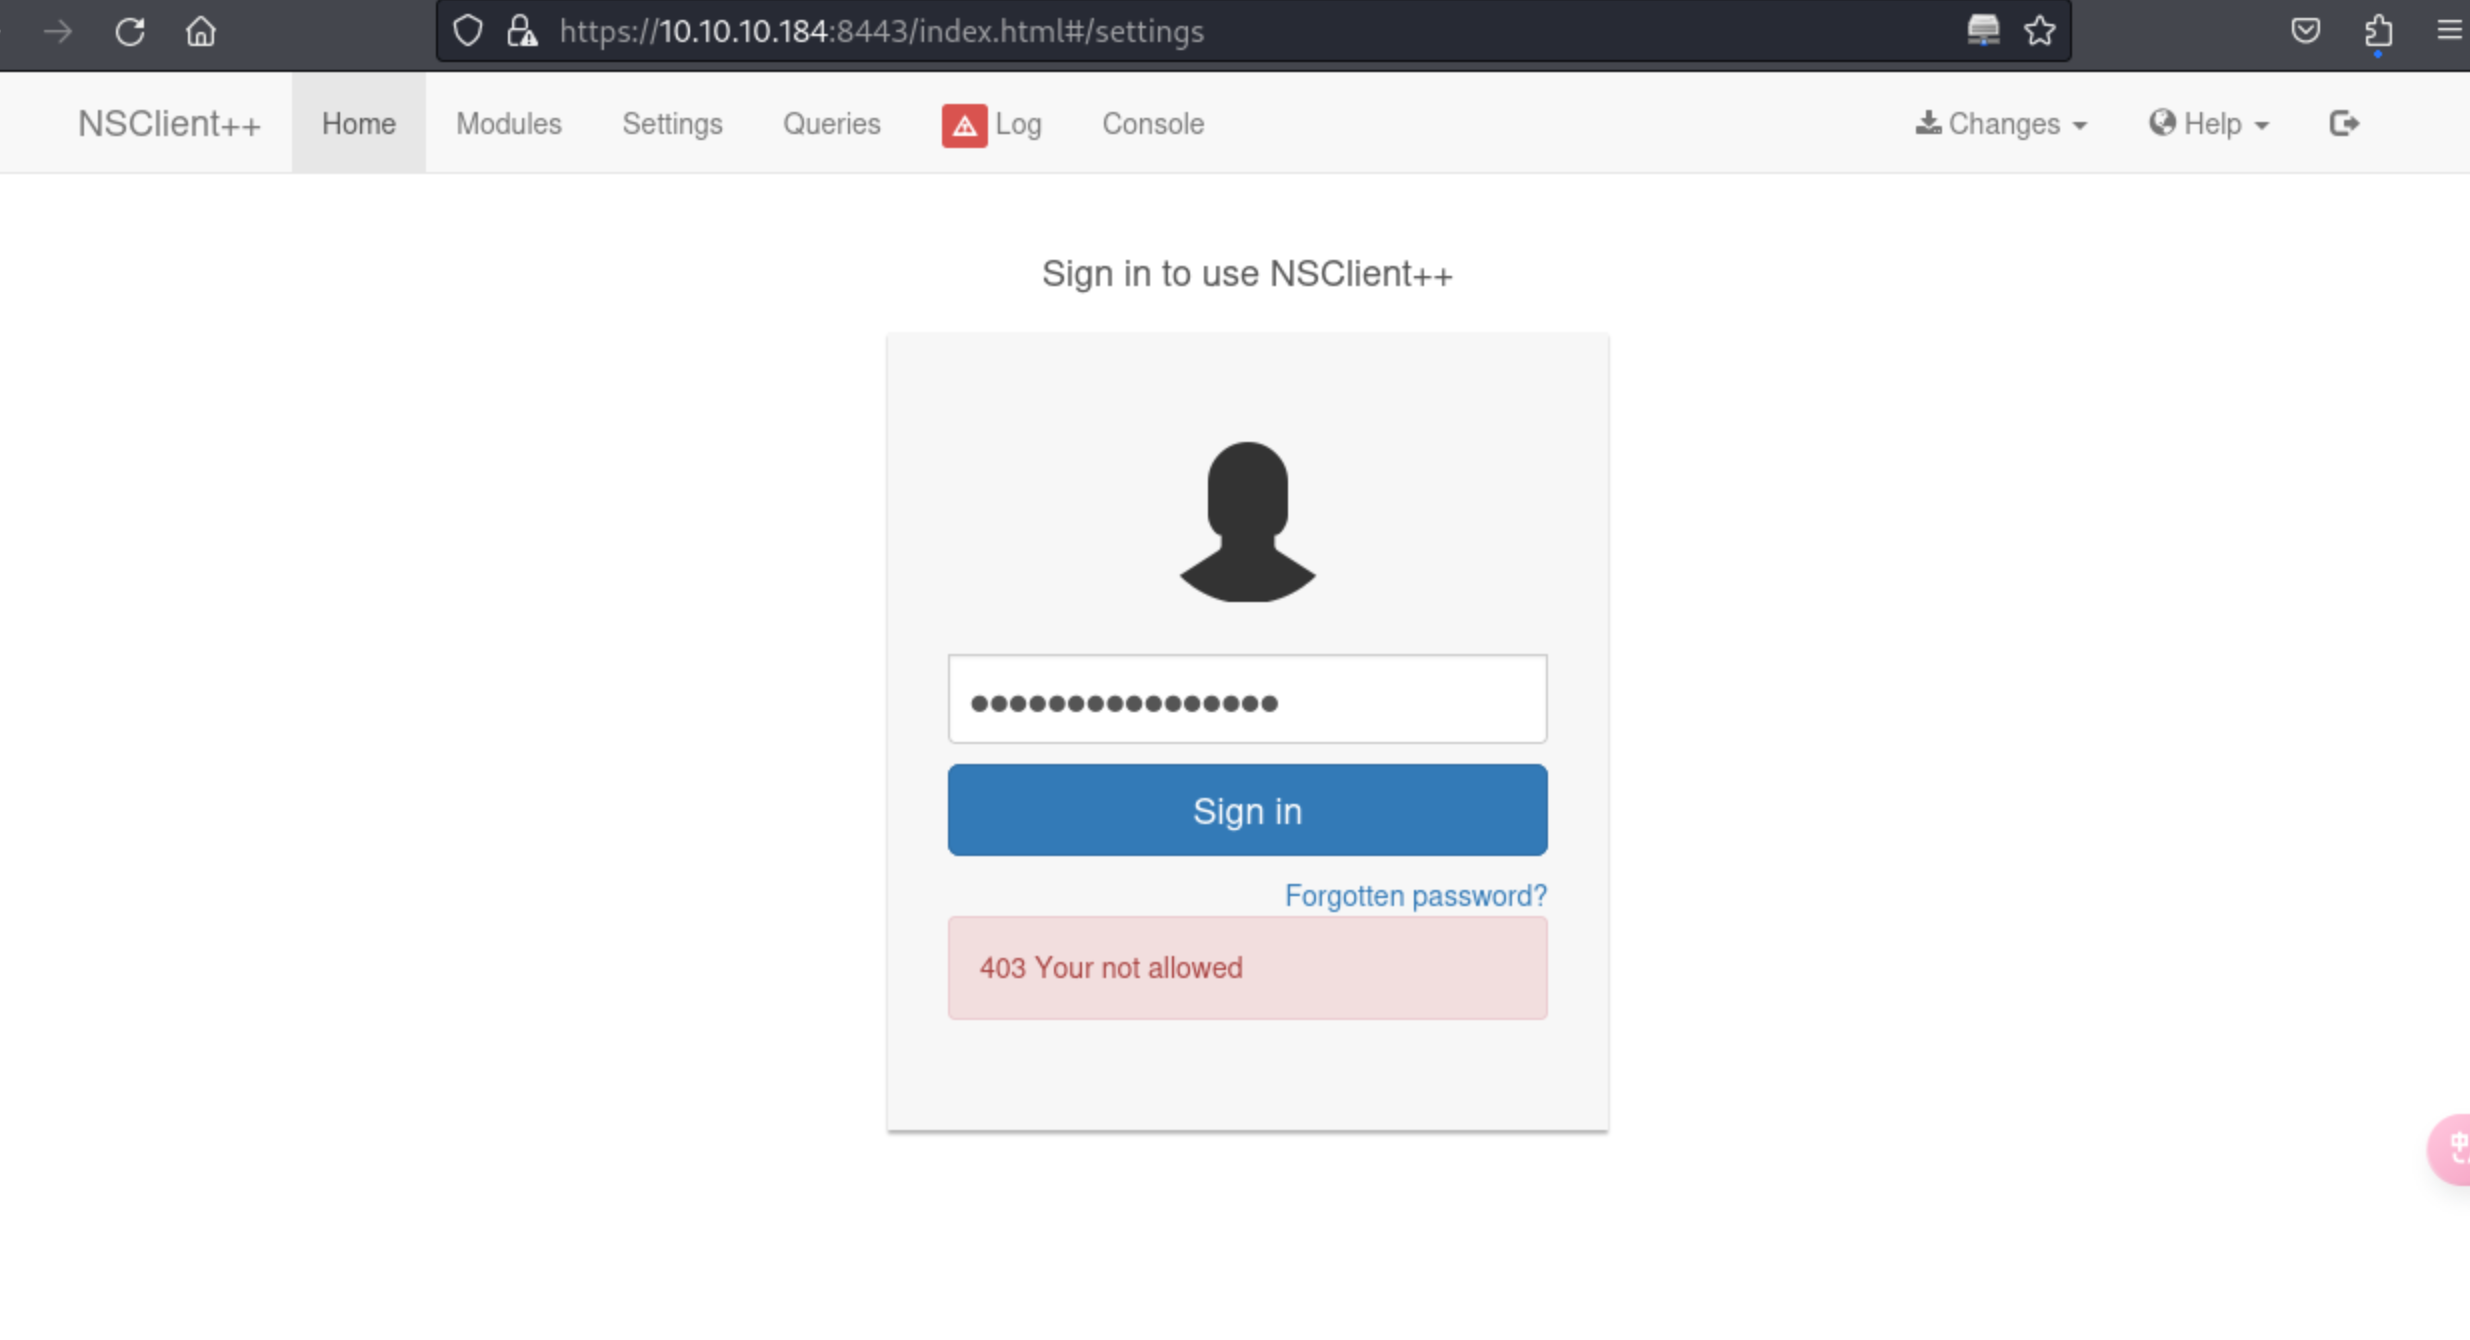 https://10.10.10.184:8443/index.html#/settings
NSClient++ Home Modules Settings Queries Log Console Changes Help
Sign in to use NSClient++
●●●●●●●●●●●●●●●●
Sign in
Forgotten password?
403 Your not allowed
中